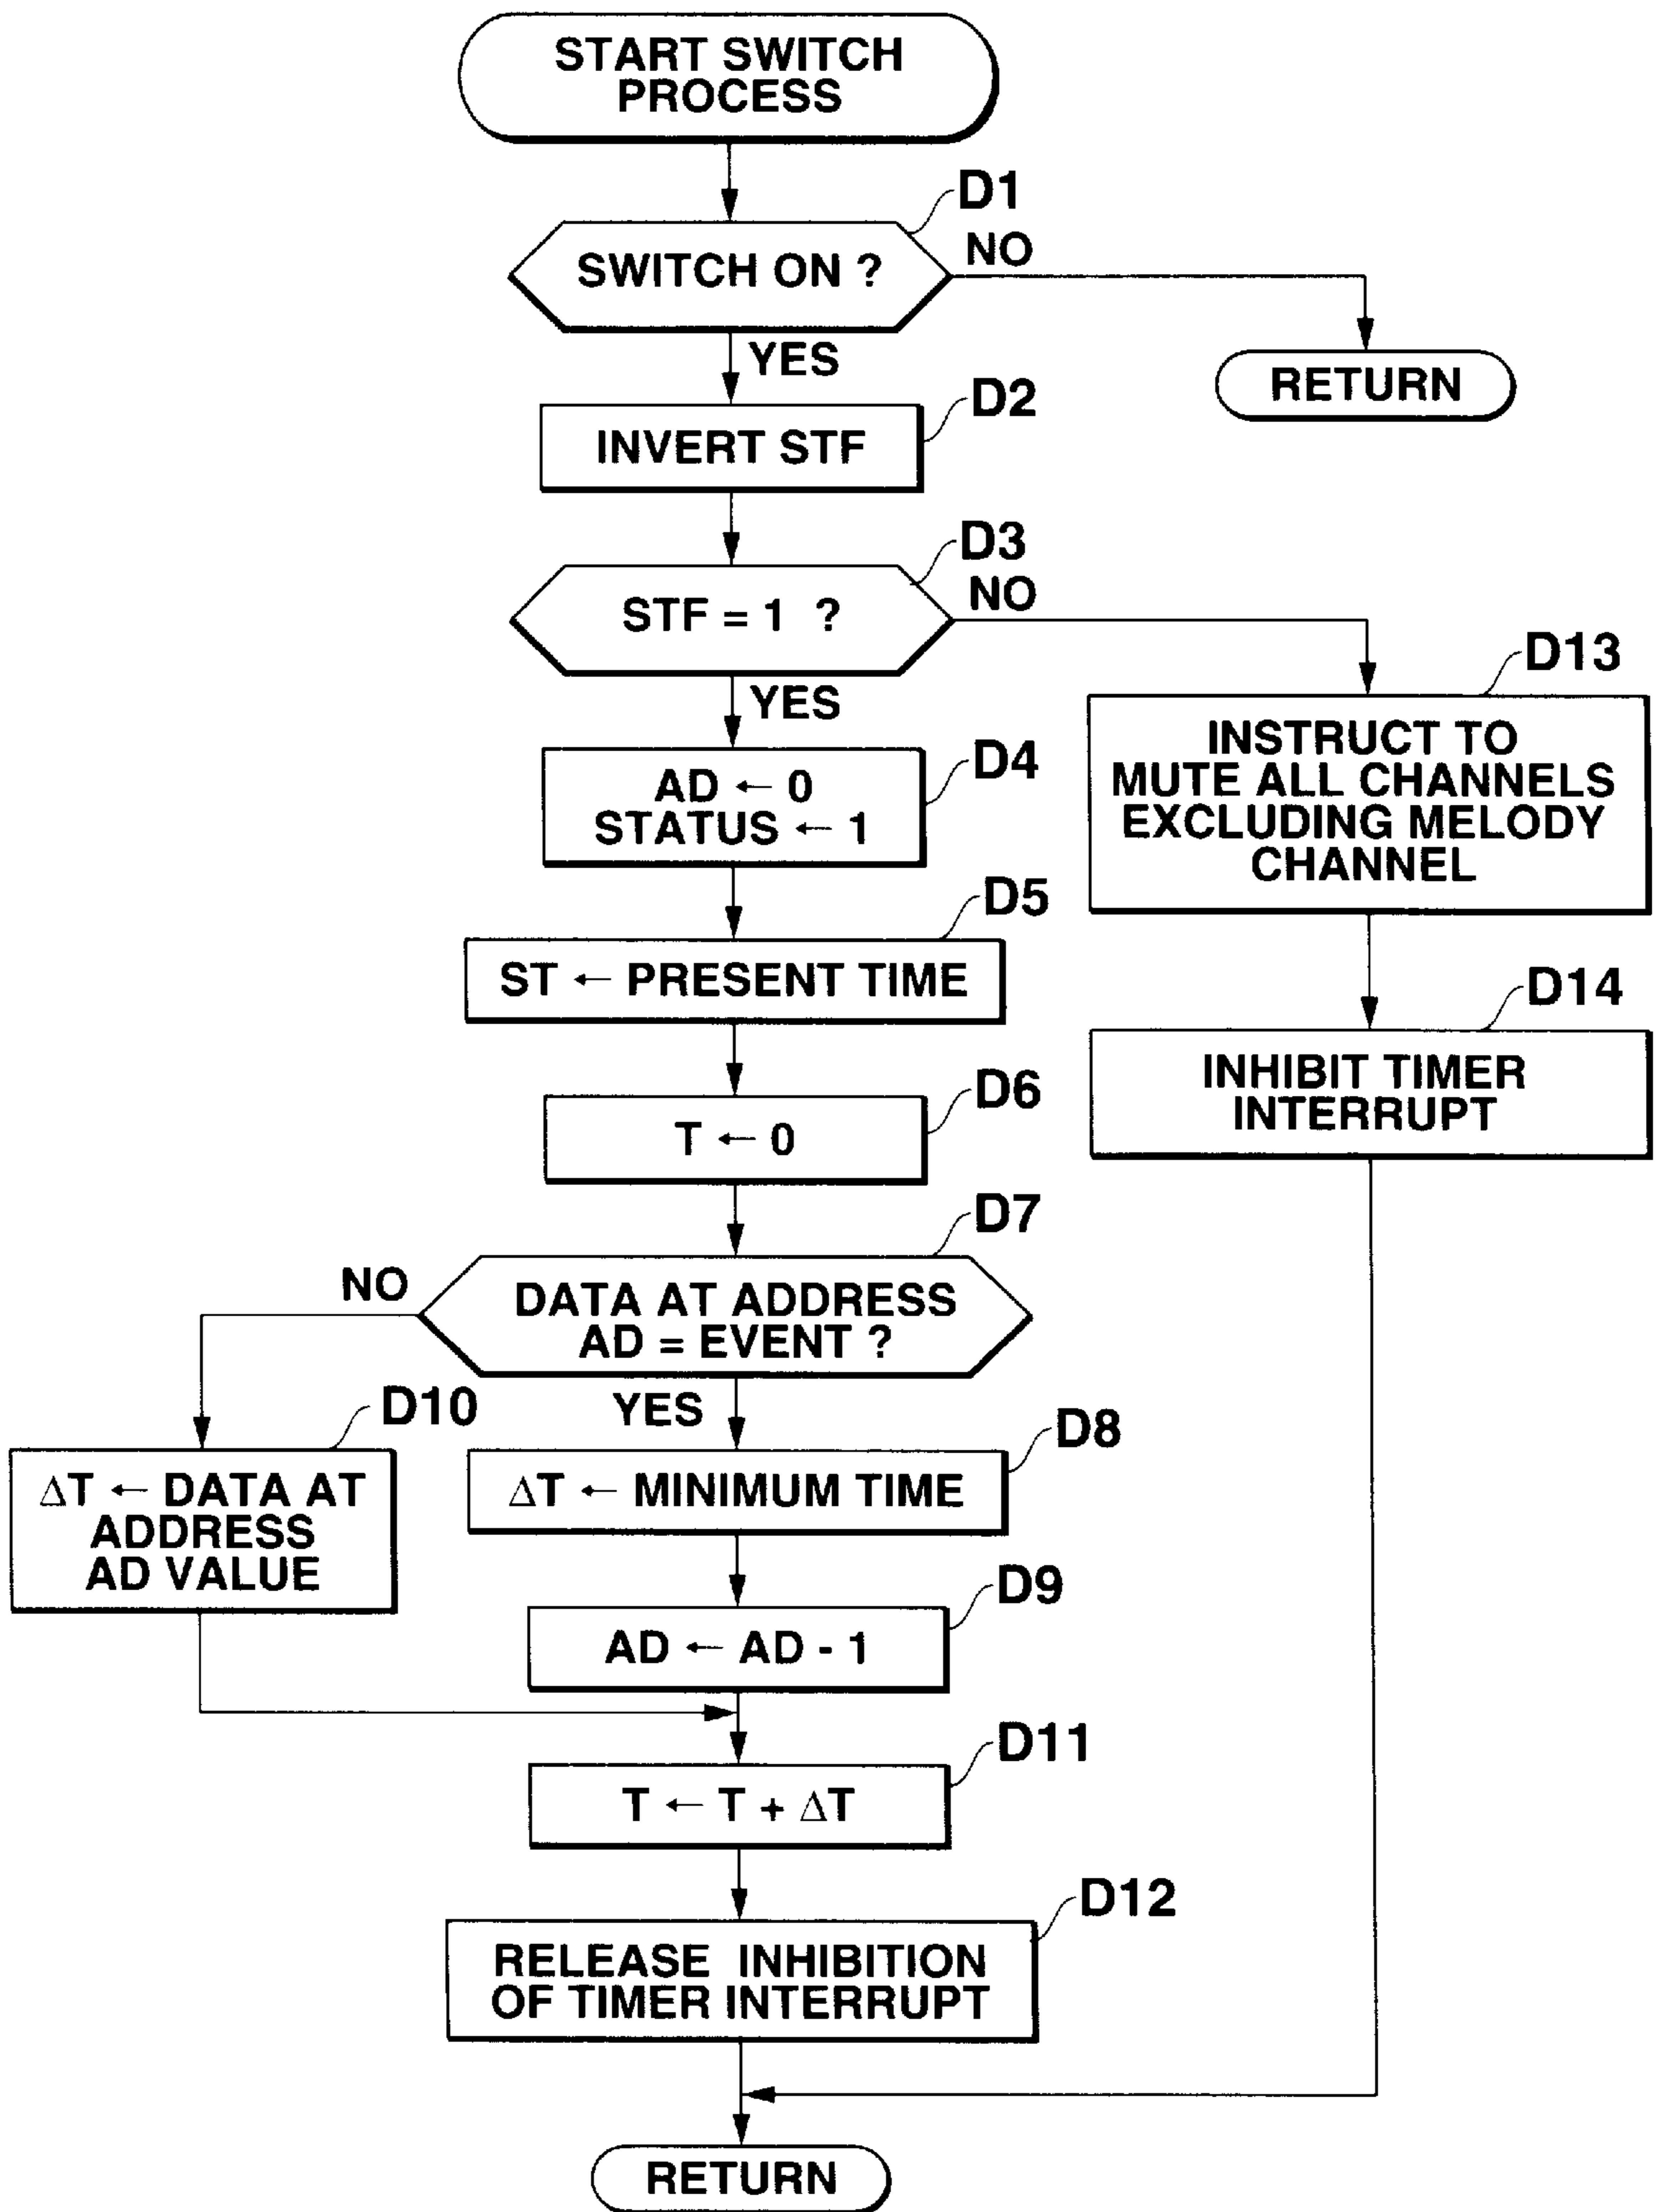 START SWITCH
PROCESS
D1
SWITCH ON ?
NO
YES
RETURN
D2
INVERT STF
D3
STF = 1 ?
NO
YES
D13
INSTRUCT TO
MUTE ALL CHANNELS
EXCLUDING MELODY
CHANNEL
D4
AD ← 0
STATUS ← 1
D5
ST ← PRESENT TIME
D14
INHIBIT TIMER
INTERRUPT
D6
T ← 0
D7
NO
DATA AT ADDRESS
AD = EVENT ?
YES
D10
ΔT ← DATA AT
ADDRESS
AD VALUE
D8
ΔT ← MINIMUM TIME
D9
AD ← AD - 1
D11
T ← T + ΔT
D12
RELEASE INHIBITION
OF TIMER INTERRUPT
RETURN